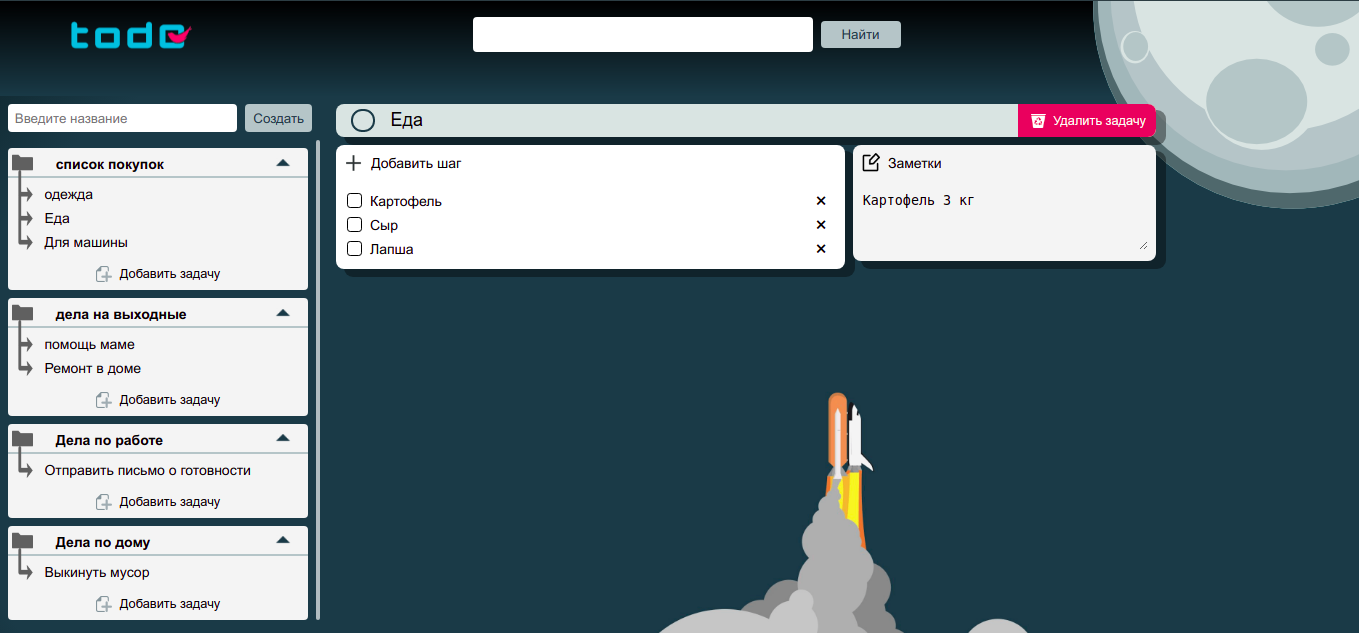 todo
Найти
Введите название
Создать
список покупок
одежда
Еда
Для машины
Добавить задачу
дела на выходные
помощь маме
Ремонт в доме
Добавить задачу
Дела по работе
Отправить письмо о готовности
Добавить задачу
Дела по дому
Выкинуть мусор
Добавить задачу
Еда
Удалить задачу
Добавить шаг
Картофель
Сыр
Лапша
Заметки
Картофель 3 кг